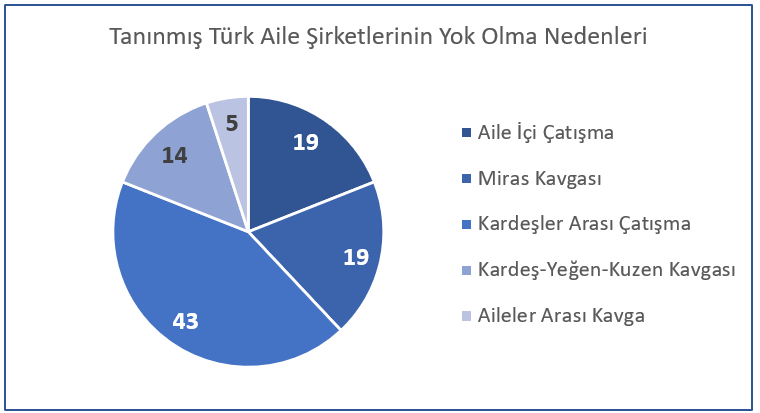 Tanınmış Türk Aile Şirketlerinin Yok Olma Nedenleri
5
19
14
19
43
Aile İçi Çatışma
Miras Kavgası
Kardeşler Arası Çatışma
Kardeş-Yeğen-Kuzen Kavgası
Aileler Arası Kavga